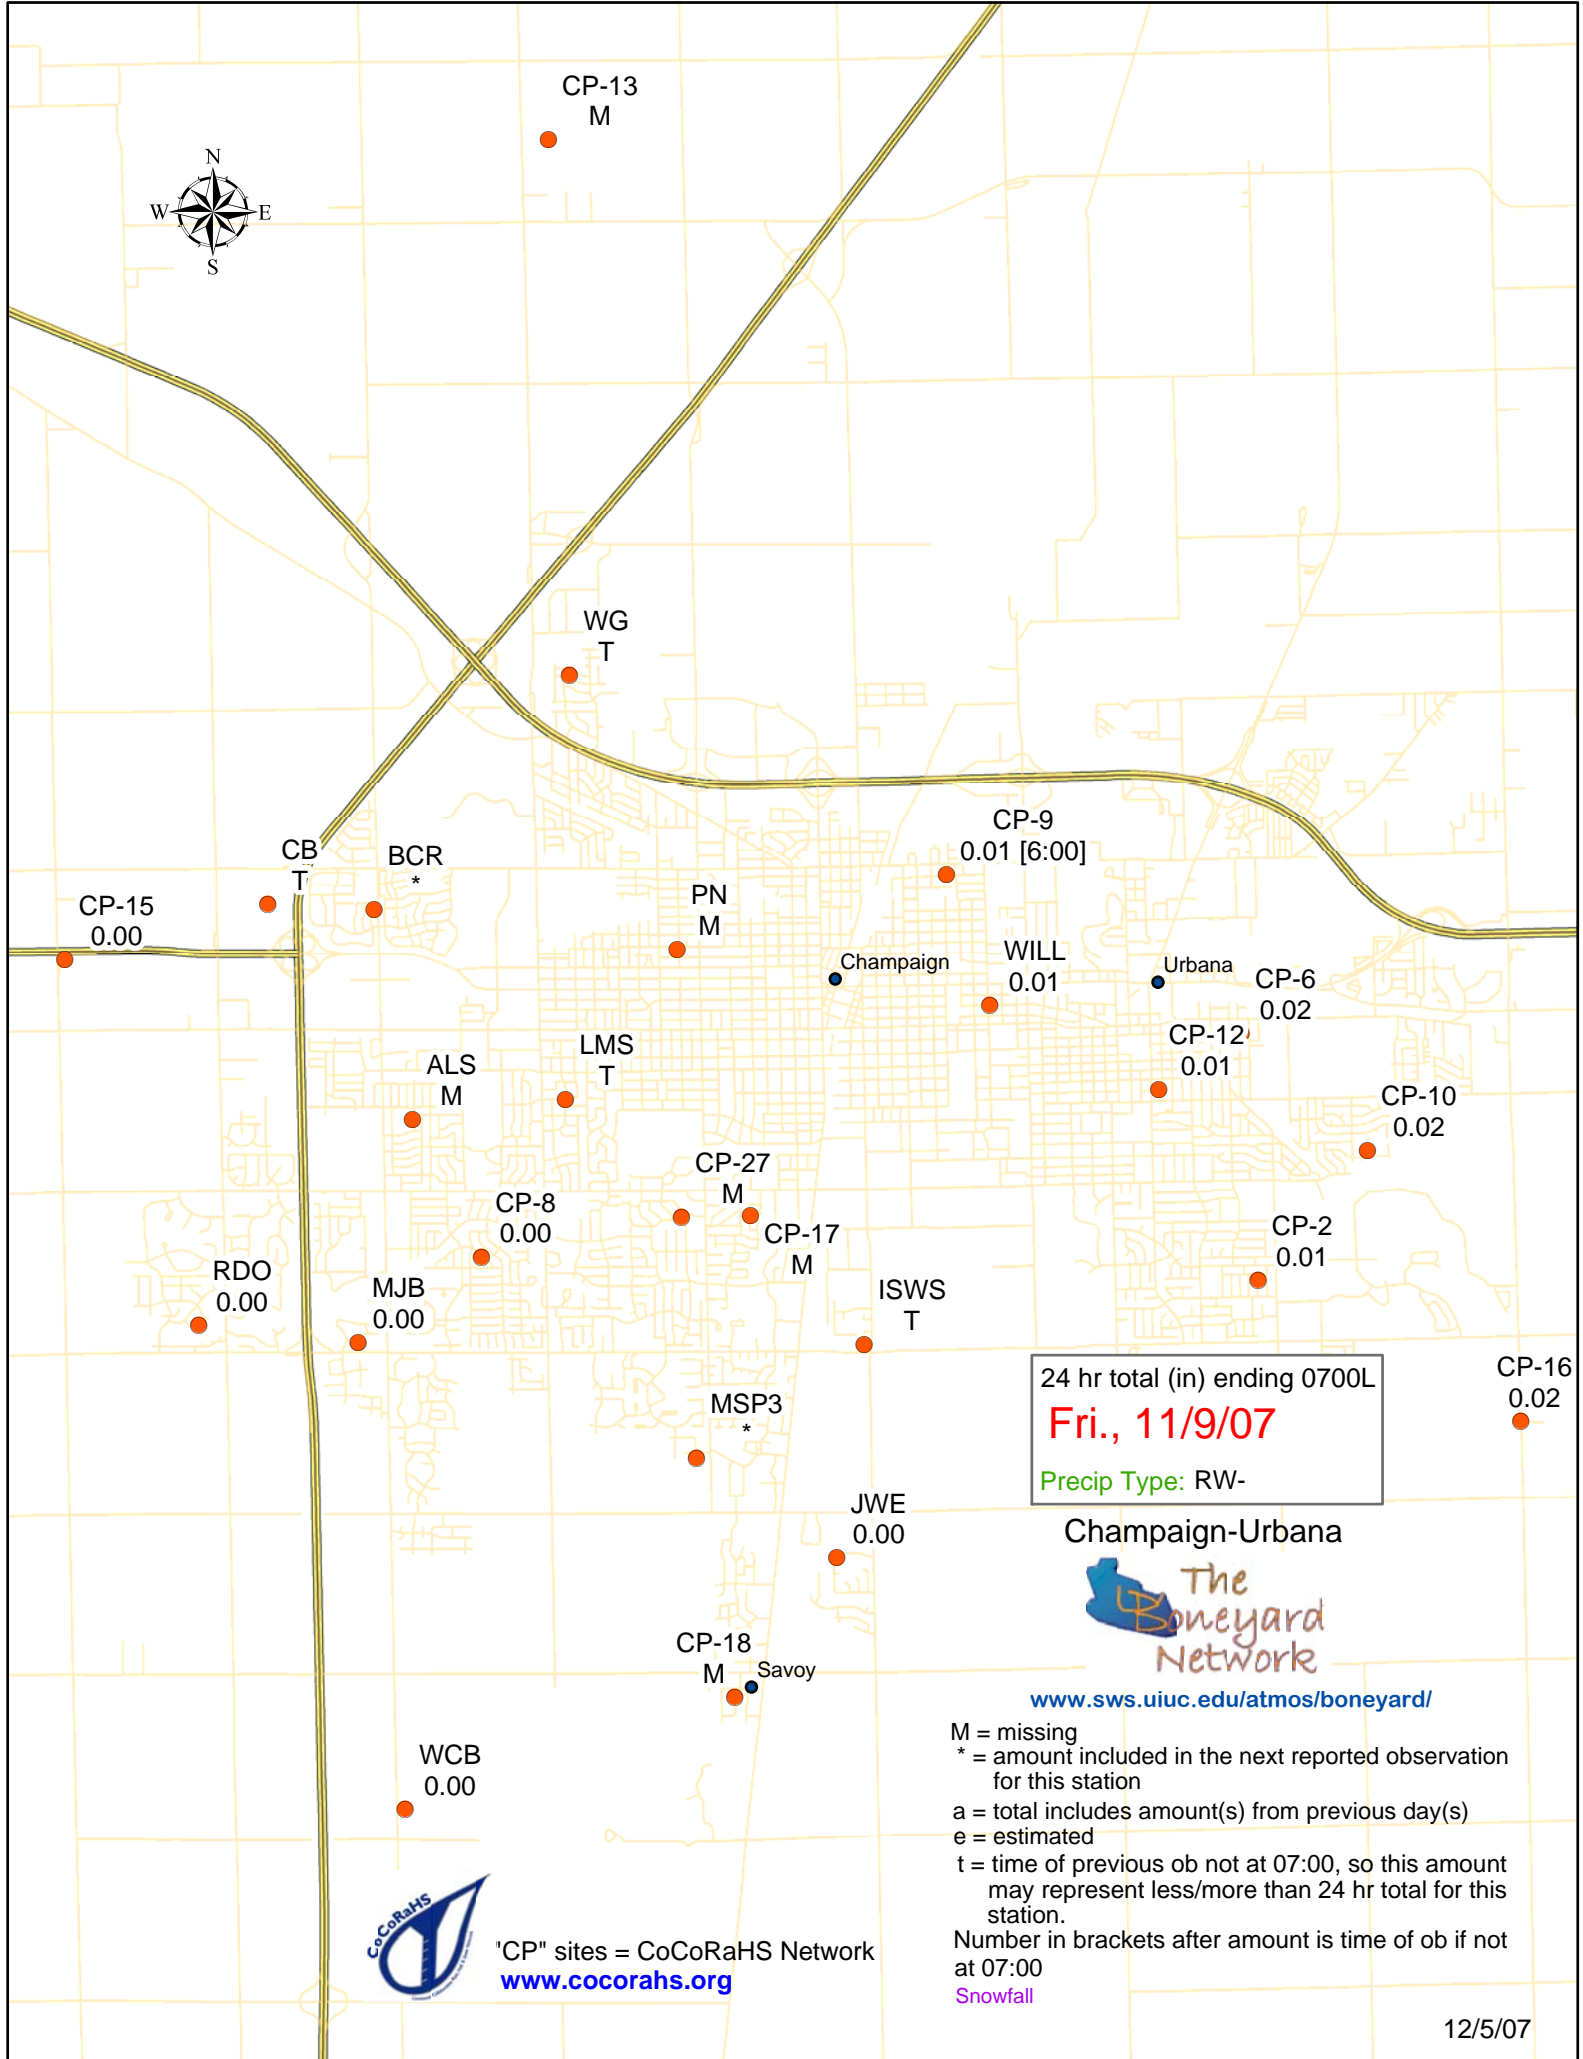 CP-13
M
N
W
E
S
WG
T
CP-9
0.01 [6:00]
CB
T
BCR
*
CP-15
0.00
PN
M
Champaign
WILL
0.01
Urbana
CP-6
0.02
CP-12
0.01
LMS
T
ALS
M
CP-10
0.02
CP-27
M
CP-8
0.00
CP-17
M
CP-2
0.01
RDO
0.00
MJB
0.00
ISWS
T
24 hr total (in) ending 0700L
Fri., 11/9/07
Precip Type: RW-
CP-16
0.02
MSP3
*
JWE
0.00
Champaign-Urbana
The
Boneyard
Network
CP-18
M
Savoy
www.sws.uiuc.edu/atmos/boneyard/
WCB
0.00
M = missing
* = amount included in the next reported observation
for this station
a = total includes amount(s) from previous day(s)
e = estimated
t = time of previous ob not at 07:00, so this amount
may represent less/more than 24 hr total for this
station.
Number in brackets after amount is time of ob if not
at 07:00
Snowfall
CoCoRaHS
"CP" sites = CoCoRaHS Network
www.cocorahs.org
12/5/07